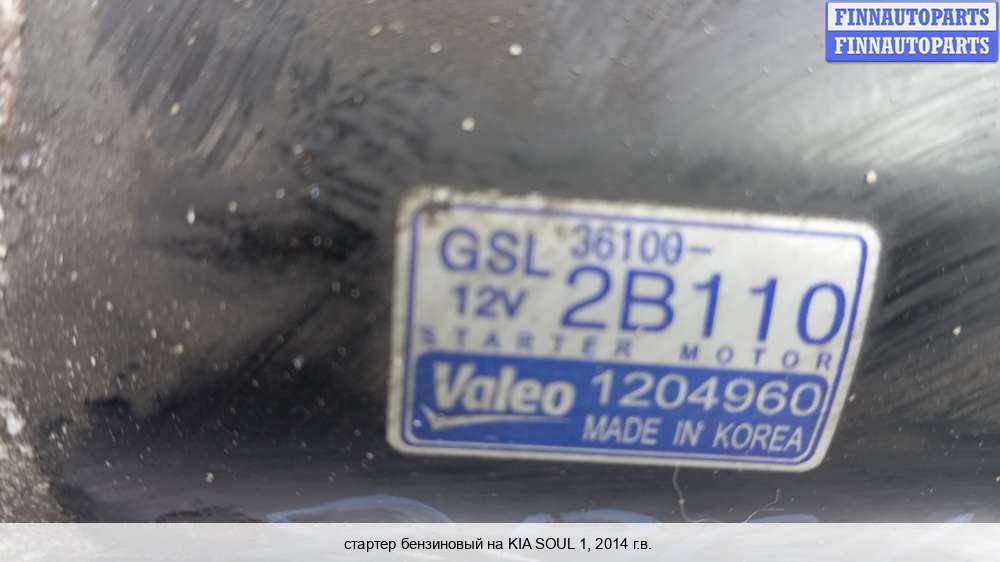 FINNAUTOPARTS
FINNAUTOPARTS
GSL 36100-
12V 2B110
STARTER MOTOR
Valeo 1204960
MADE IN KOREA
стартер бензиновый на KIA SOUL 1, 2014 г.в.